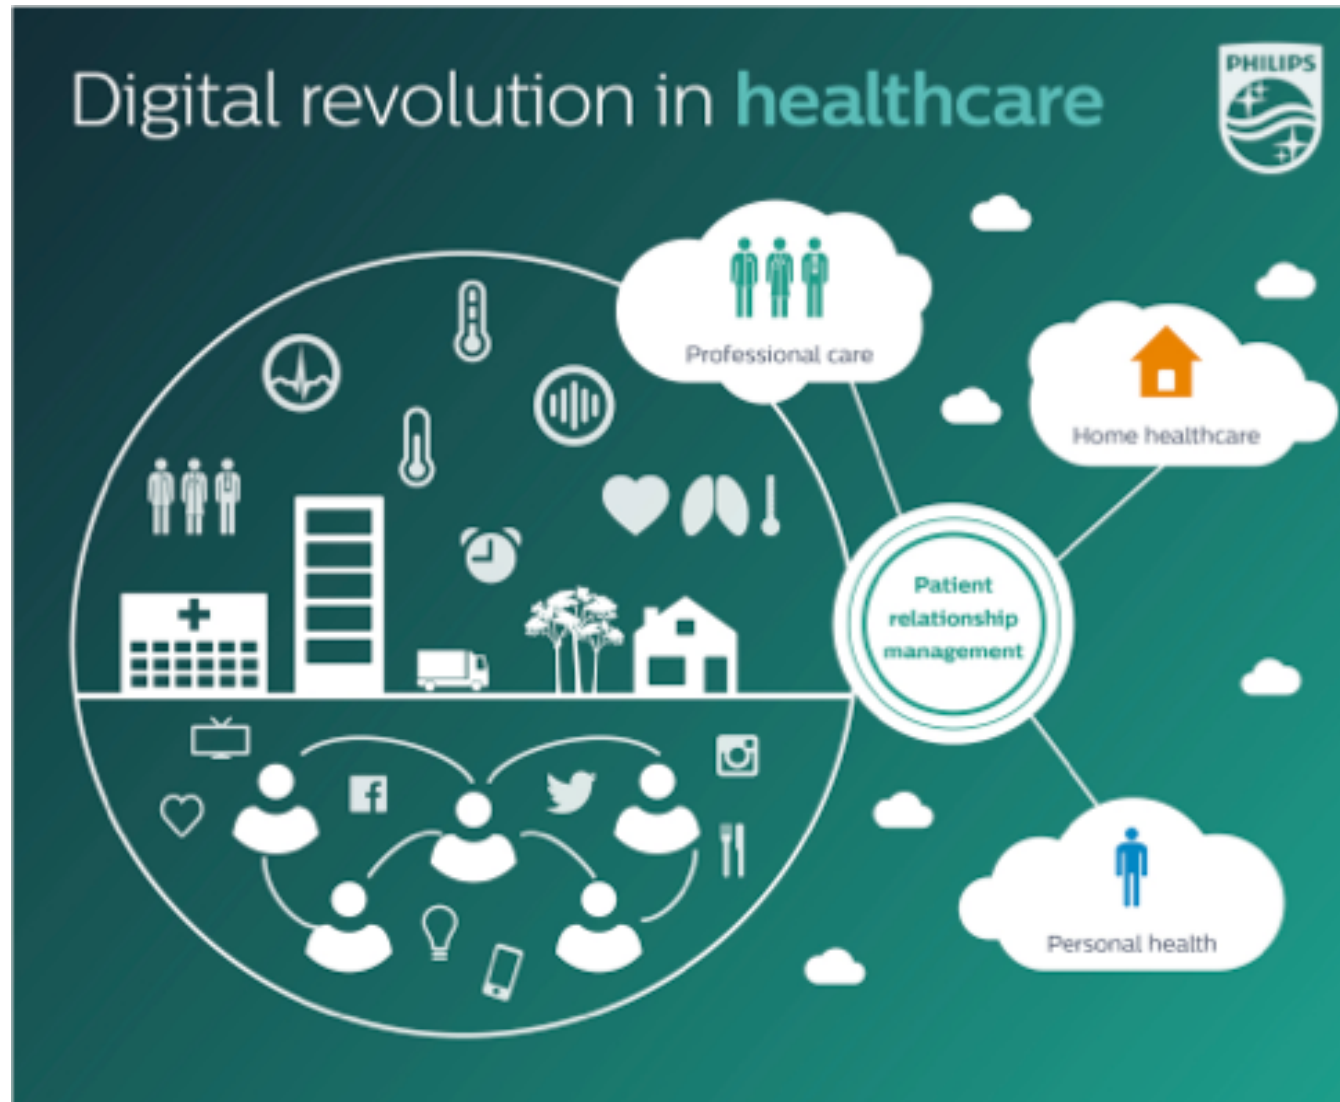 Digital revolution in healthcare
PHILIPS
Professional care
Home healthcare
Patient
relationship
management
Personal health